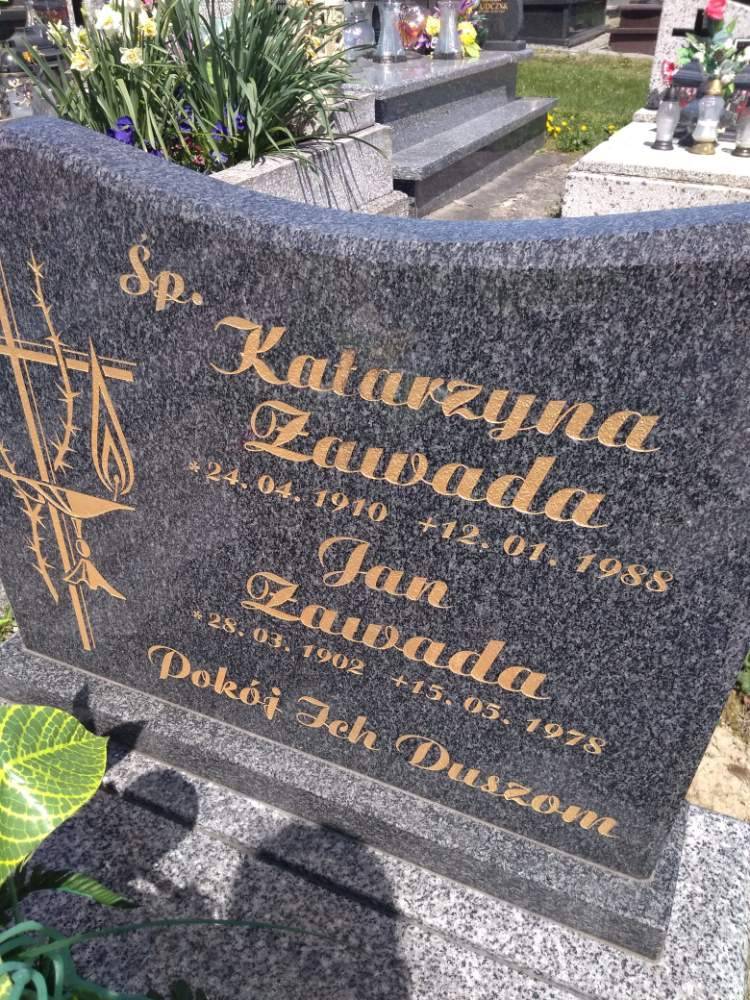 Śp.
Katarzyna
Zawada
*24. 04. 1910 +12. 01. 1988
Jan
Zawada
*28. 03. 1902 +15. 05. 1978
Pokój Ich Duszom